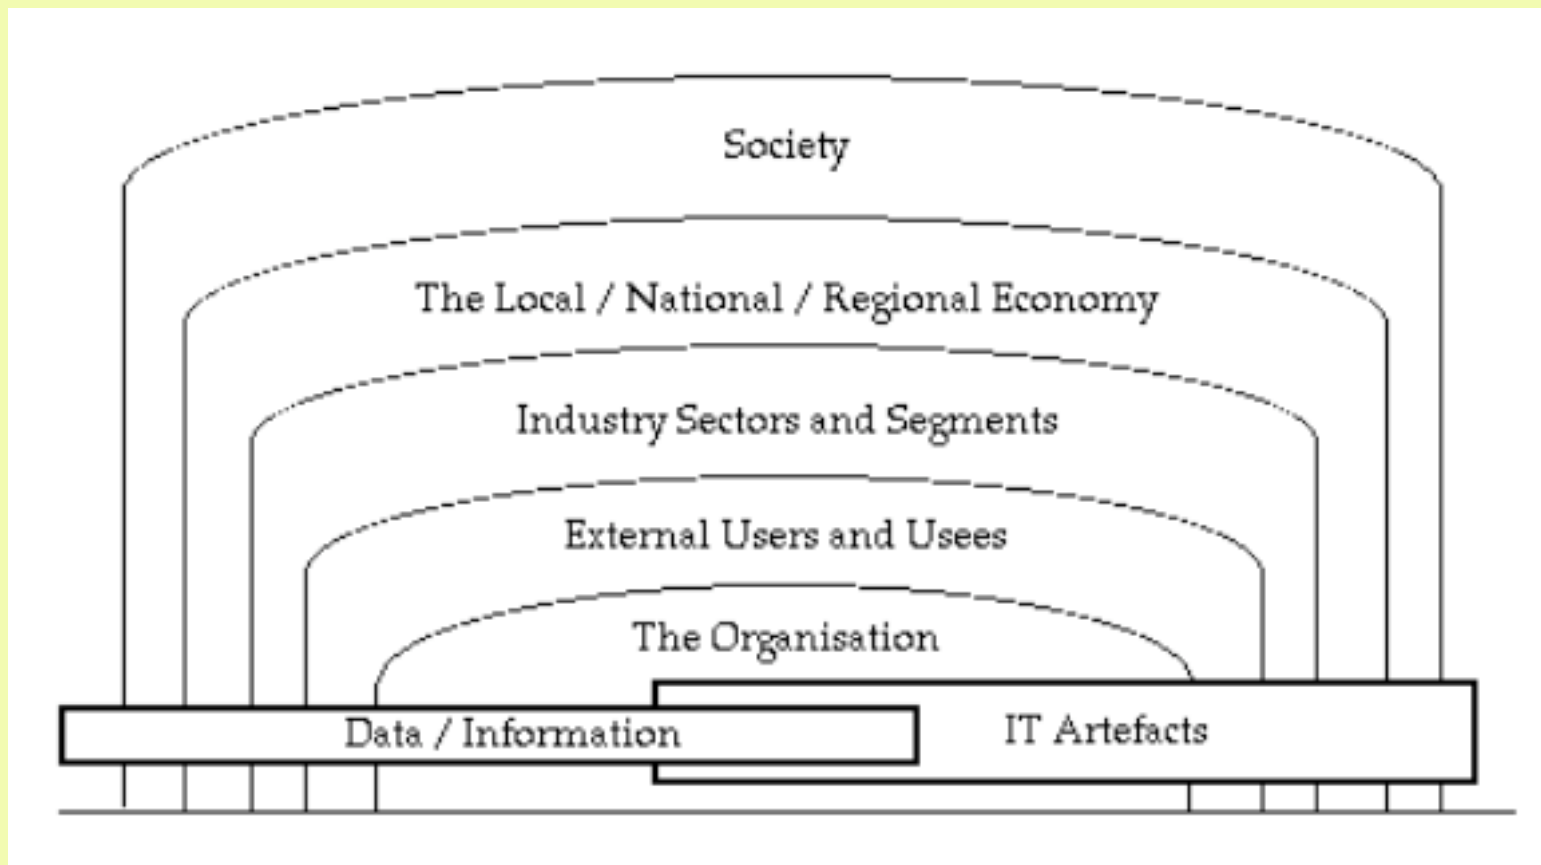 Society
The Local / National / Regional Economy
Industry Sectors and Segments
External Users and Usees
The Organisation
Data / Information
IT Artefacts